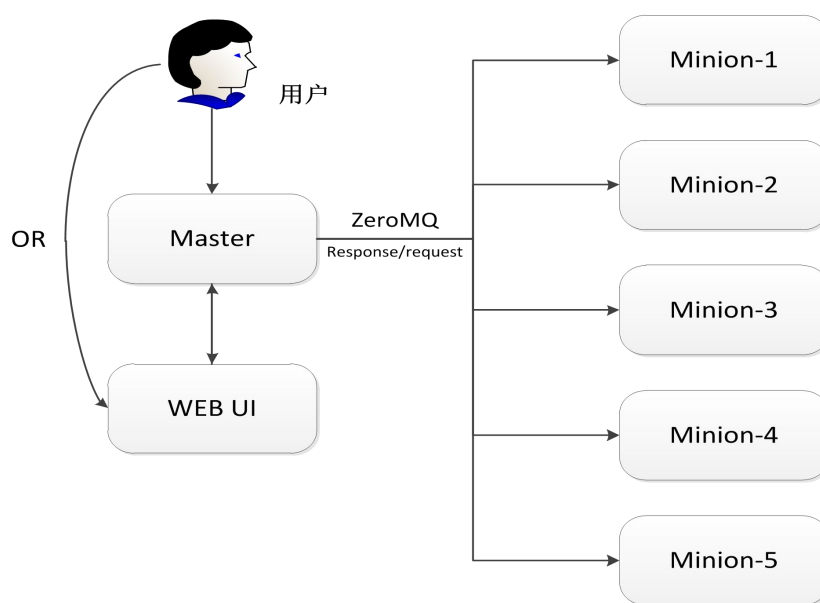 用户
OR
Master
ZeroMQ
Response/request
WEB UI
Minion-1
Minion-2
Minion-3
Minion-4
Minion-5